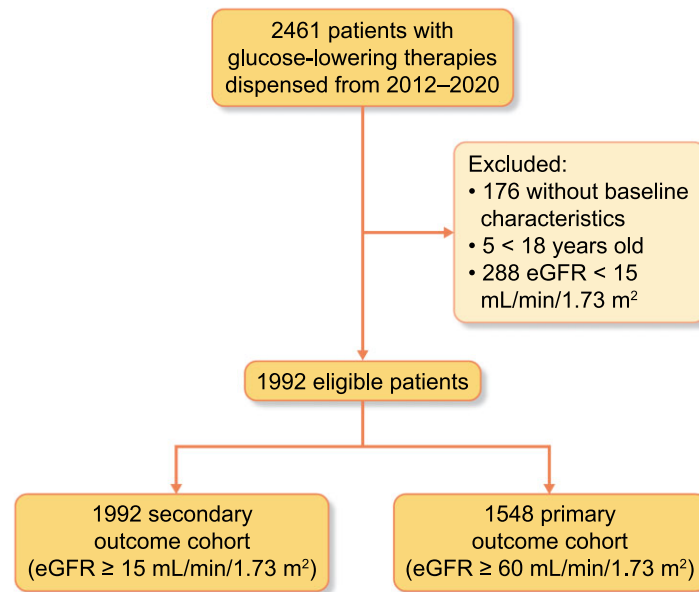 2461 patients with
glucose-lowering therapies
dispensed from 2012–2020
Excluded:
• 176 without baseline
characteristics
• 5 < 18 years old
• 288 eGFR < 15
mL/min/1.73 m²
1992 eligible patients
1992 secondary
outcome cohort
(eGFR ≥ 15 mL/min/1.73 m²)
1548 primary
outcome cohort
(eGFR ≥ 60 mL/min/1.73 m²)